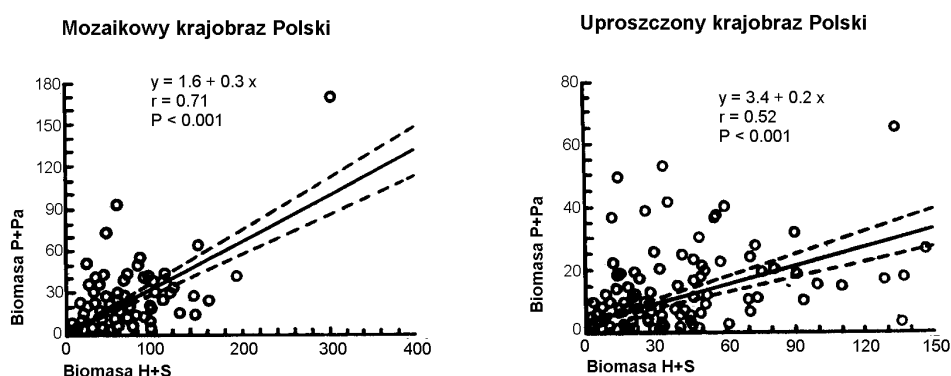 Mozaikowy krajobraz Polski
y = 1.6 + 0.3 x
r = 0.71
P < 0.001
Biomasa P+Pa
180
150
120
90
60
30
0
0 100 200 300 400
Biomasa H+S
Uproszczony krajobraz Polski
y = 3.4 + 0.2 x
r = 0.52
P < 0.001
Biomasa P+Pa
80
60
40
20
0
0 30 60 90 120 150
Biomasa H+S